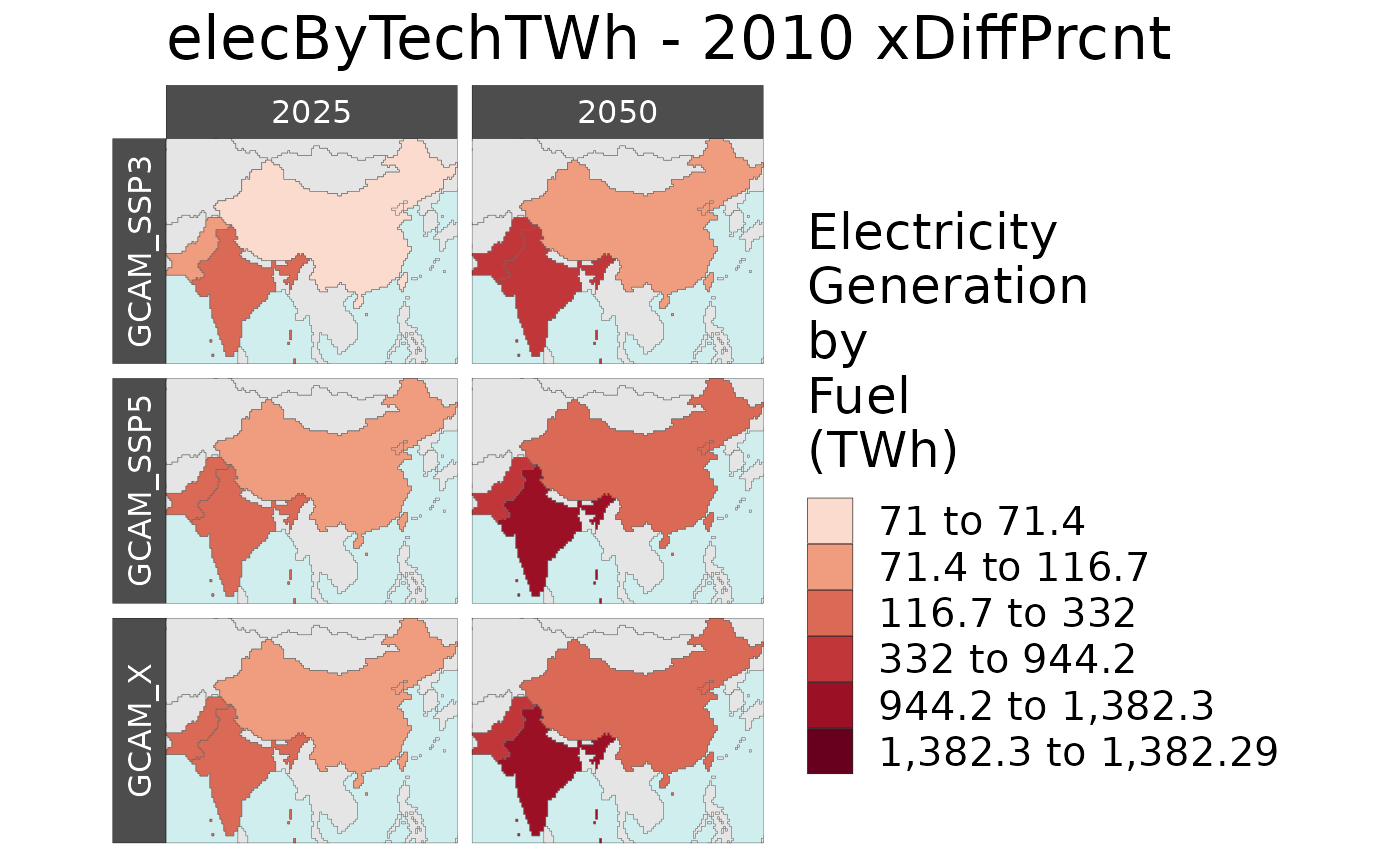 elecByTechTWh - 2010 xDiffPrcnt
2025
2050
GCAM_SSP3
GCAM_SSP5
GCAM_X
Electricity
Generation
by
Fuel
(TWh)
71 to 71.4
71.4 to 116.7
116.7 to 332
332 to 944.2
944.2 to 1,382.3
1,382.3 to 1,382.29